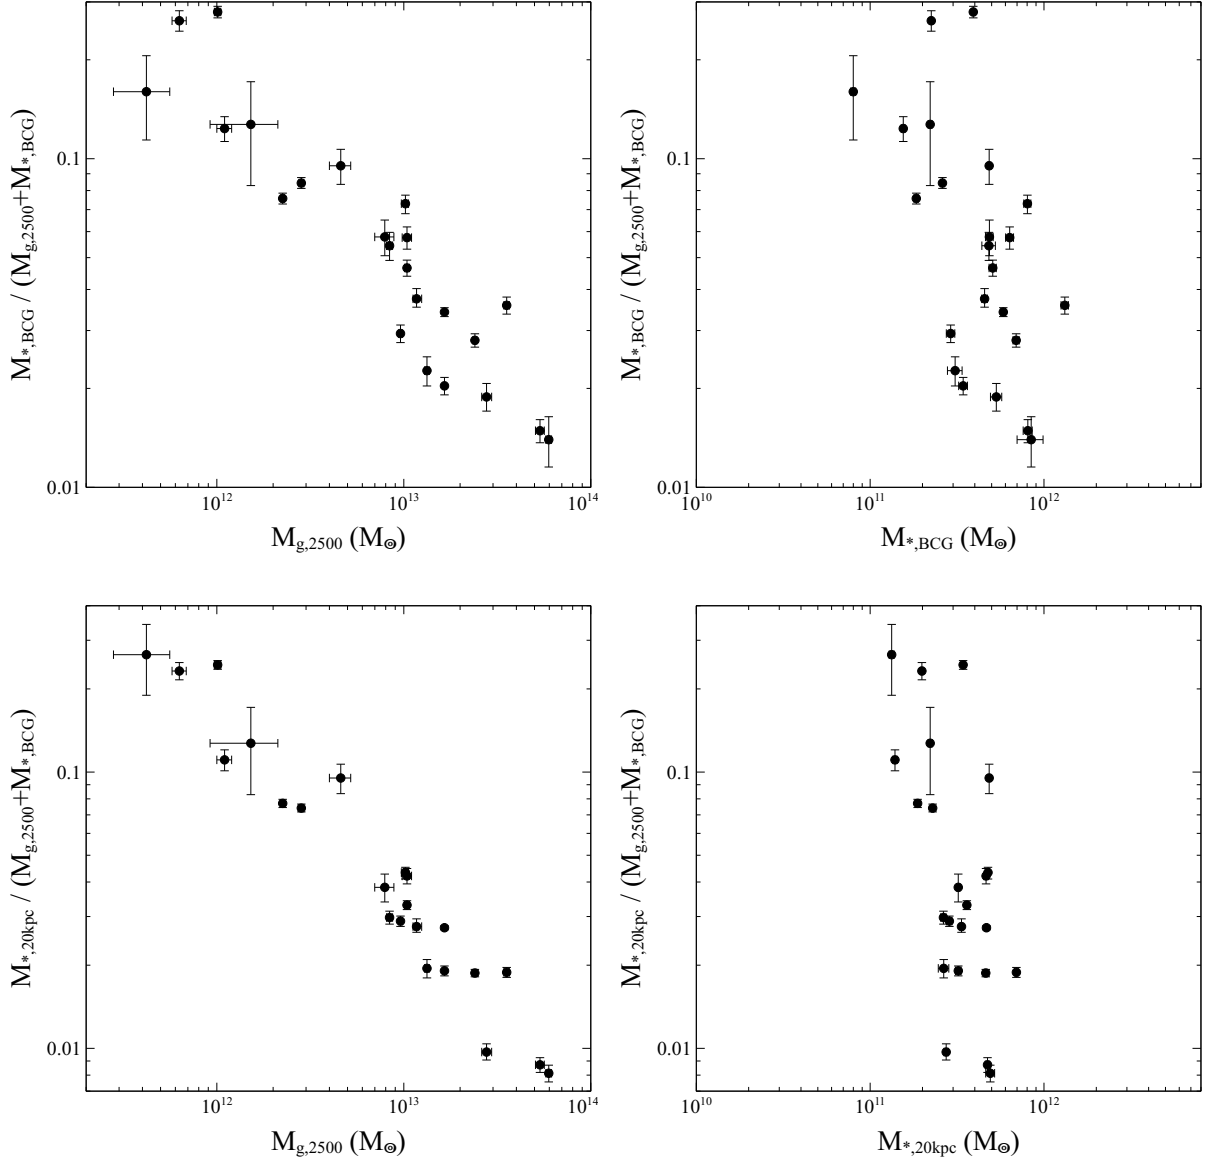 M*,BCG / (Mg,2500+M*,BCG)
0.1
0.01
10^12
10^13
10^14
Mg,2500 (M⊙)
M*,BCG / (Mg,2500+M*,BCG)
0.1
0.01
10^10
10^11
10^12
M*,BCG (M⊙)
M*,20kpc / (Mg,2500+M*,BCG)
0.1
0.01
10^12
10^13
10^14
Mg,2500 (M⊙)
M*,20kpc / (Mg,2500+M*,BCG)
0.1
0.01
10^10
10^11
10^12
M*,20kpc (M⊙)